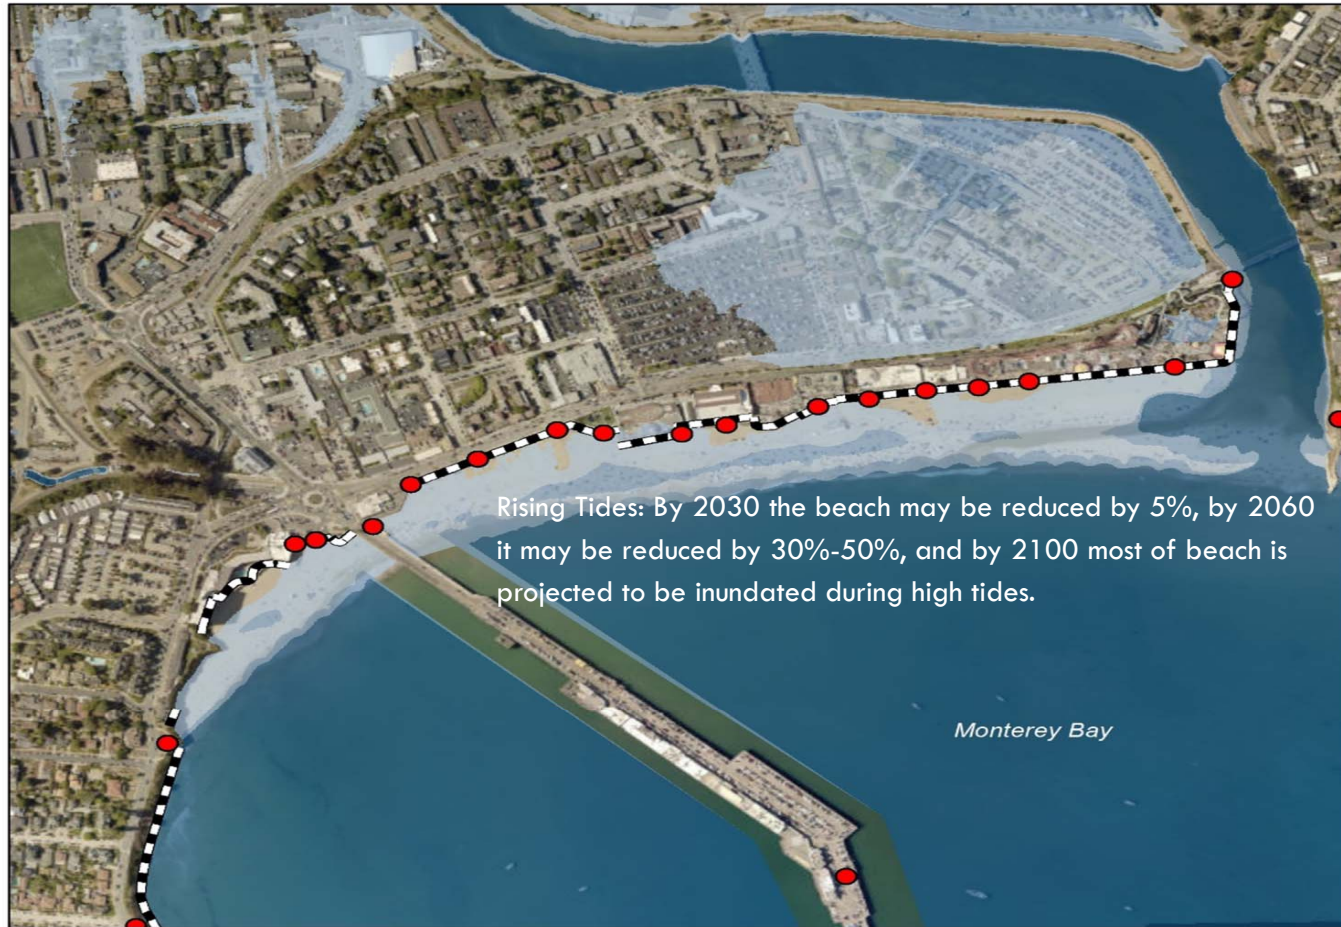 Rising Tides: By 2030 the beach may be reduced by 5%, by 2060
it may be reduced by 30%-50%, and by 2100 most of beach is
projected to be inundated during high tides.
Monterey Bay